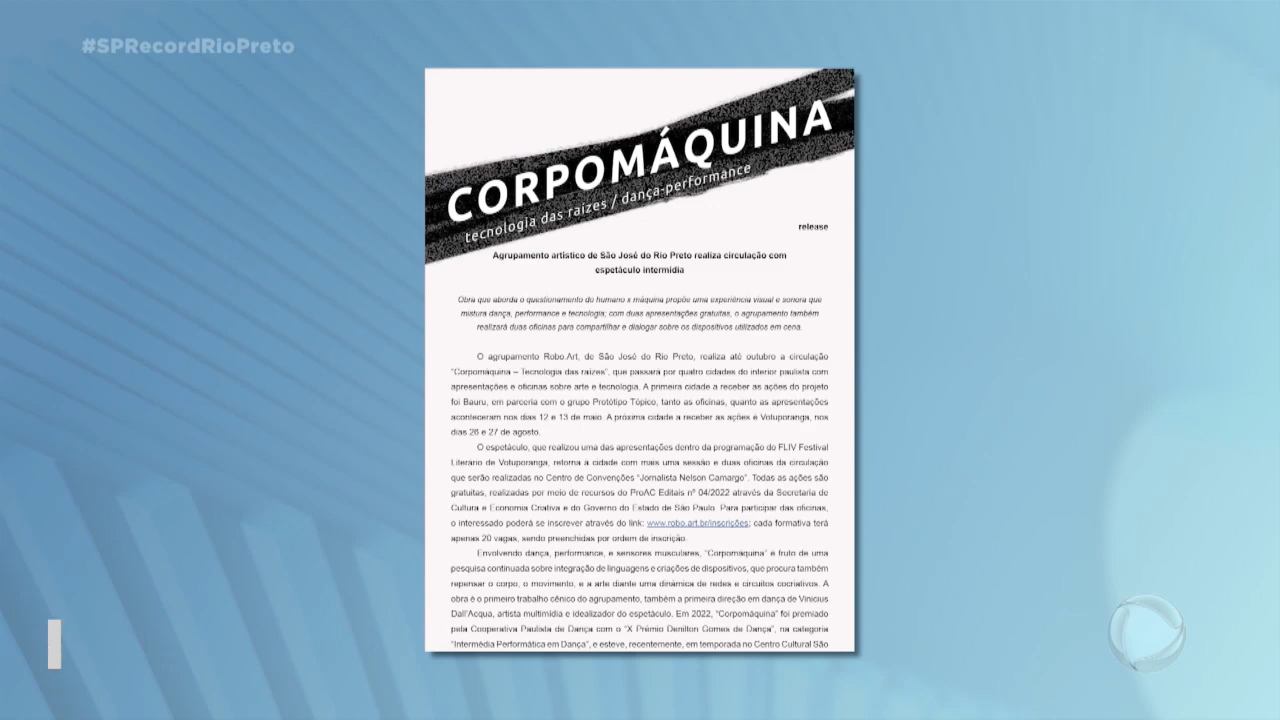 #SPRecordRioPreto
CORPOMÁQUINA
tecnologia das raízes / dança-performance
release
Agrupamento artístico de São José do Rio Preto realiza circulação com
espetáculo intermídia
Obra que aborda o questionamento do humano x máquina propõe uma experiência visual e sonora que
mistura dança, performance e tecnologia; com duas apresentações gratuitas, o agrupamento também
realizará duas oficinas para compartilhar e dialogar sobre os dispositivos utilizados em cena.
O agrupamento Robo.Art, de São José do Rio Preto, realiza até outubro a circulação
“Corpomáquina – Tecnologia das raízes”, que passará por quatro cidades do interior paulista com
apresentações e oficinas sobre arte e tecnologia. A primeira cidade a receber as ações do projeto
foi Bauru, em parceria com o grupo Protótipo Tópico, tanto as oficinas, quanto as apresentações
aconteceram nos dias 12 e 13 de maio. A próxima cidade a receber as ações é Votuporanga, nos
dias 26 e 27 de agosto.
O espetáculo, que realizou uma das apresentações dentro da programação do FLIV Festival
Literário de Votuporanga, retorna à cidade com mais uma sessão e duas oficinas da circulação
que serão realizadas no Centro de Convenções “Jornalista Nelson Camargo”. Todas as ações são
gratuitas, realizadas por meio de recursos do ProAC Editais nº 04/2022 através da Secretaria de
Cultura e Economia Criativa e do Governo do Estado de São Paulo. Para participar das oficinas,
o interessado poderá se inscrever através do link: www.robo.art.br/inscrições; cada formativa terá
apenas 20 vagas, sendo preenchidas por ordem de inscrição.
Envolvendo dança, performance, e sensores musculares, “Corpomáquina” é fruto de uma
pesquisa continuada sobre integração de linguagens e criações de dispositivos, que procura também
repensar o corpo, o movimento, e a arte diante uma dinâmica de redes e circuitos cocriativos. A
obra é o primeiro trabalho cênico do agrupamento, também a primeira direção em dança de Vinicius
Dall’Acqua, artista multimídia e idealizador do espetáculo. Em 2022, “Corpomáquina” foi premiado
pela Cooperativa Paulista de Dança com o “X Prêmio Denilton Gomes de Dança”, na categoria
“Intermédia Performática em Dança”, e esteve, recentemente, em temporada no Centro Cultural São